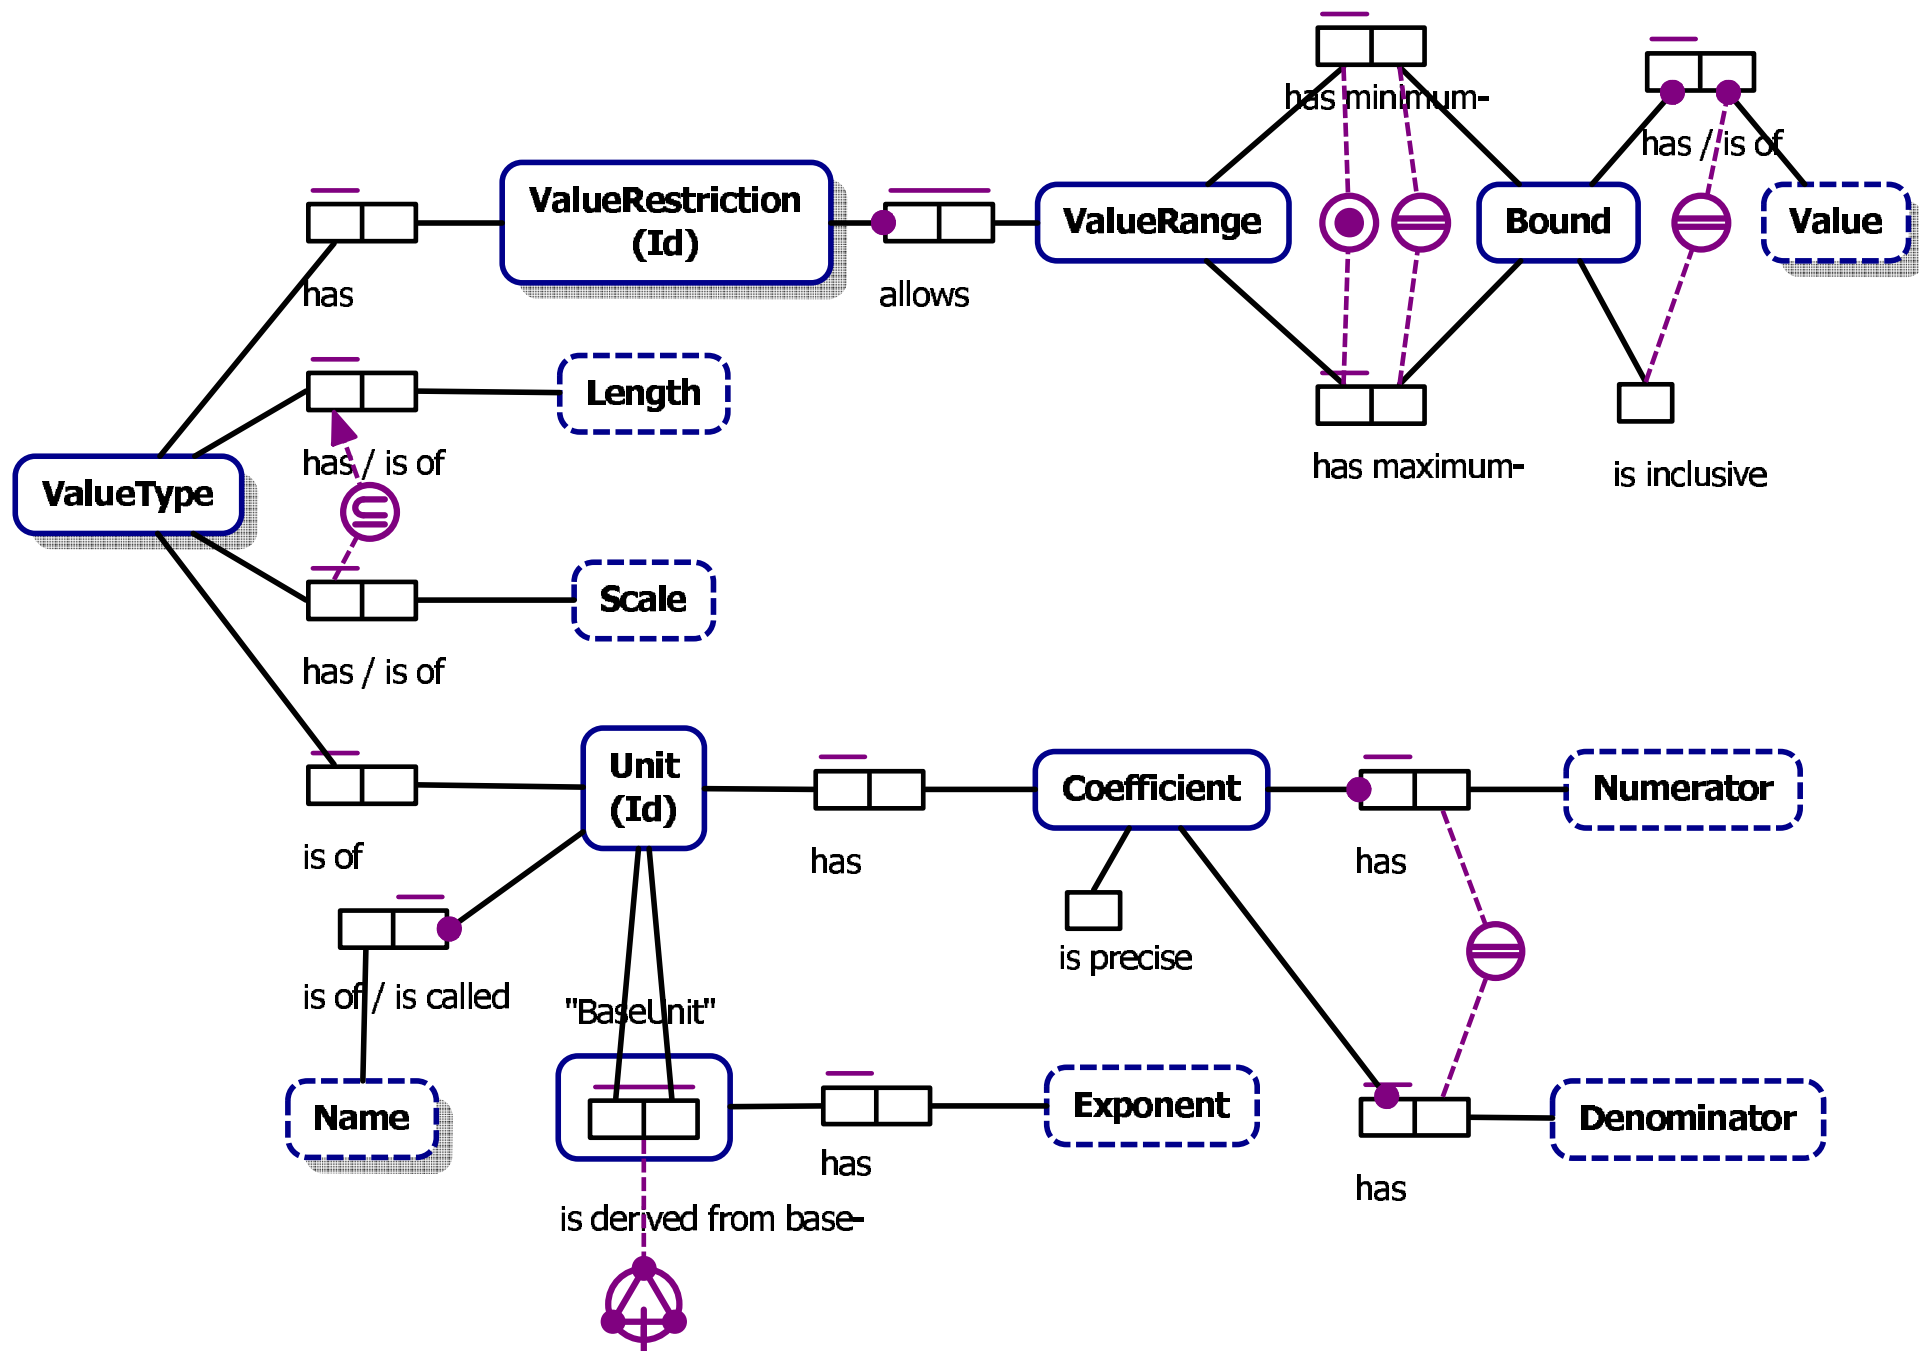 has minimum-
has / is of
ValueRestriction
(Id)
ValueRange
Bound
Value
has
allows
Length
has / is of
has maximum-
is inclusive
ValueType
Scale
has / is of
Unit
(Id)
Coefficient
Numerator
is of
has
has
is precise
is of / is called
"BaseUnit"
Name
Exponent
Denominator
has
has
is derived from base-